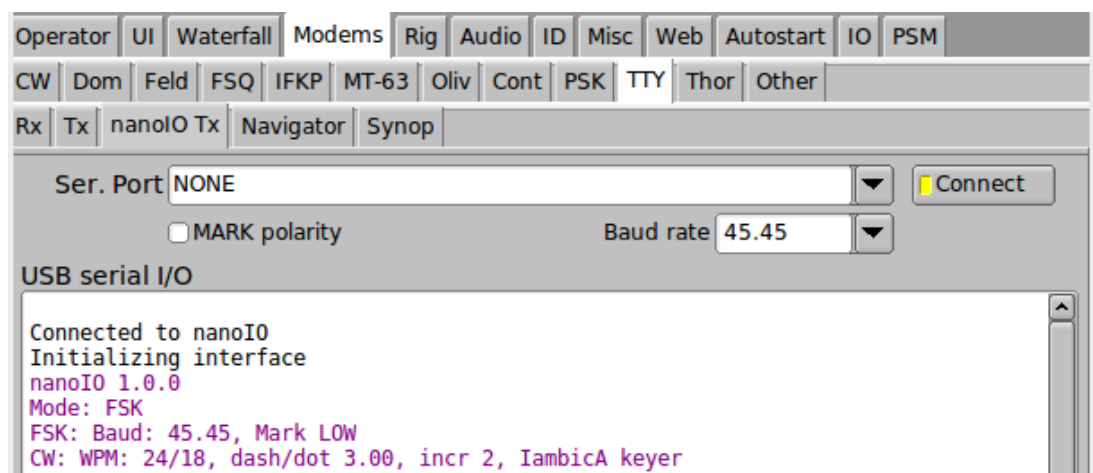 Operator UI Waterfall Modems Rig Audio ID Misc Web Autostart IO PSM
CW Dom Feld FSQ IFKP MT-63 Oliv Cont PSK TTY Thor Other
Rx Tx nanoIO Tx Navigator Synop
Ser. Port NONE Connect
MARK polarity Baud rate 45.45
USB serial I/O
Connected to nanoIO
Initializing interface
nanoIO 1.0.0
Mode: FSK
FSK: Baud: 45.45, Mark LOW
CW: WPM: 24/18, dash/dot 3.00, incr 2, IambicA keyer